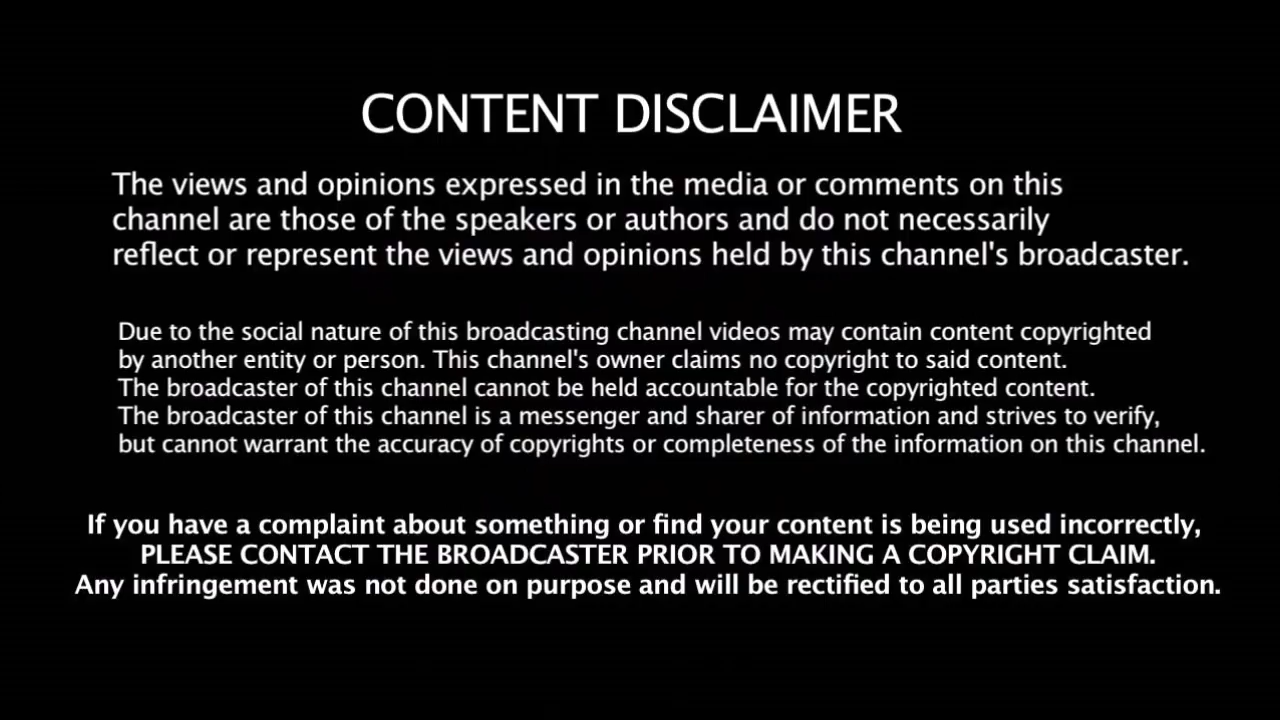 CONTENT DISCLAIMER
The views and opinions expressed in the media or comments on this
channel are those of the speakers or authors and do not necessarily
reflect or represent the views and opinions held by this channel's broadcaster.
Due to the social nature of this broadcasting channel videos may contain content copyrighted
by another entity or person. This channel's owner claims no copyright to said content.
The broadcaster of this channel cannot be held accountable for the copyrighted content.
The broadcaster of this channel is a messenger and sharer of information and strives to verify,
but cannot warrant the accuracy of copyrights or completeness of the information on this channel.
If you have a complaint about something or find your content is being used incorrectly,
PLEASE CONTACT THE BROADCASTER PRIOR TO MAKING A COPYRIGHT CLAIM.
Any infringement was not done on purpose and will be rectified to all parties satisfaction.